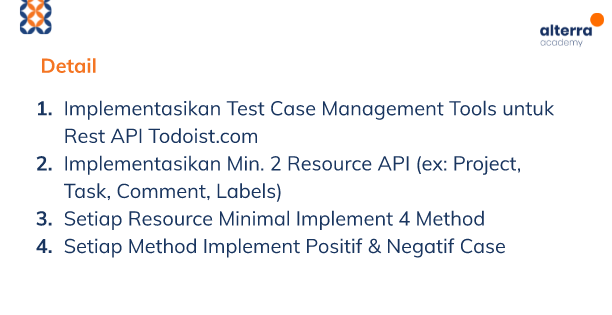 alterra
academy
Detail
1. Implementasikan Test Case Management Tools untuk
Rest API Todoist.com
2. Implementasikan Min. 2 Resource API (ex: Project,
Task, Comment, Labels)
3. Setiap Resource Minimal Implement 4 Method
4. Setiap Method Implement Positif & Negatif Case